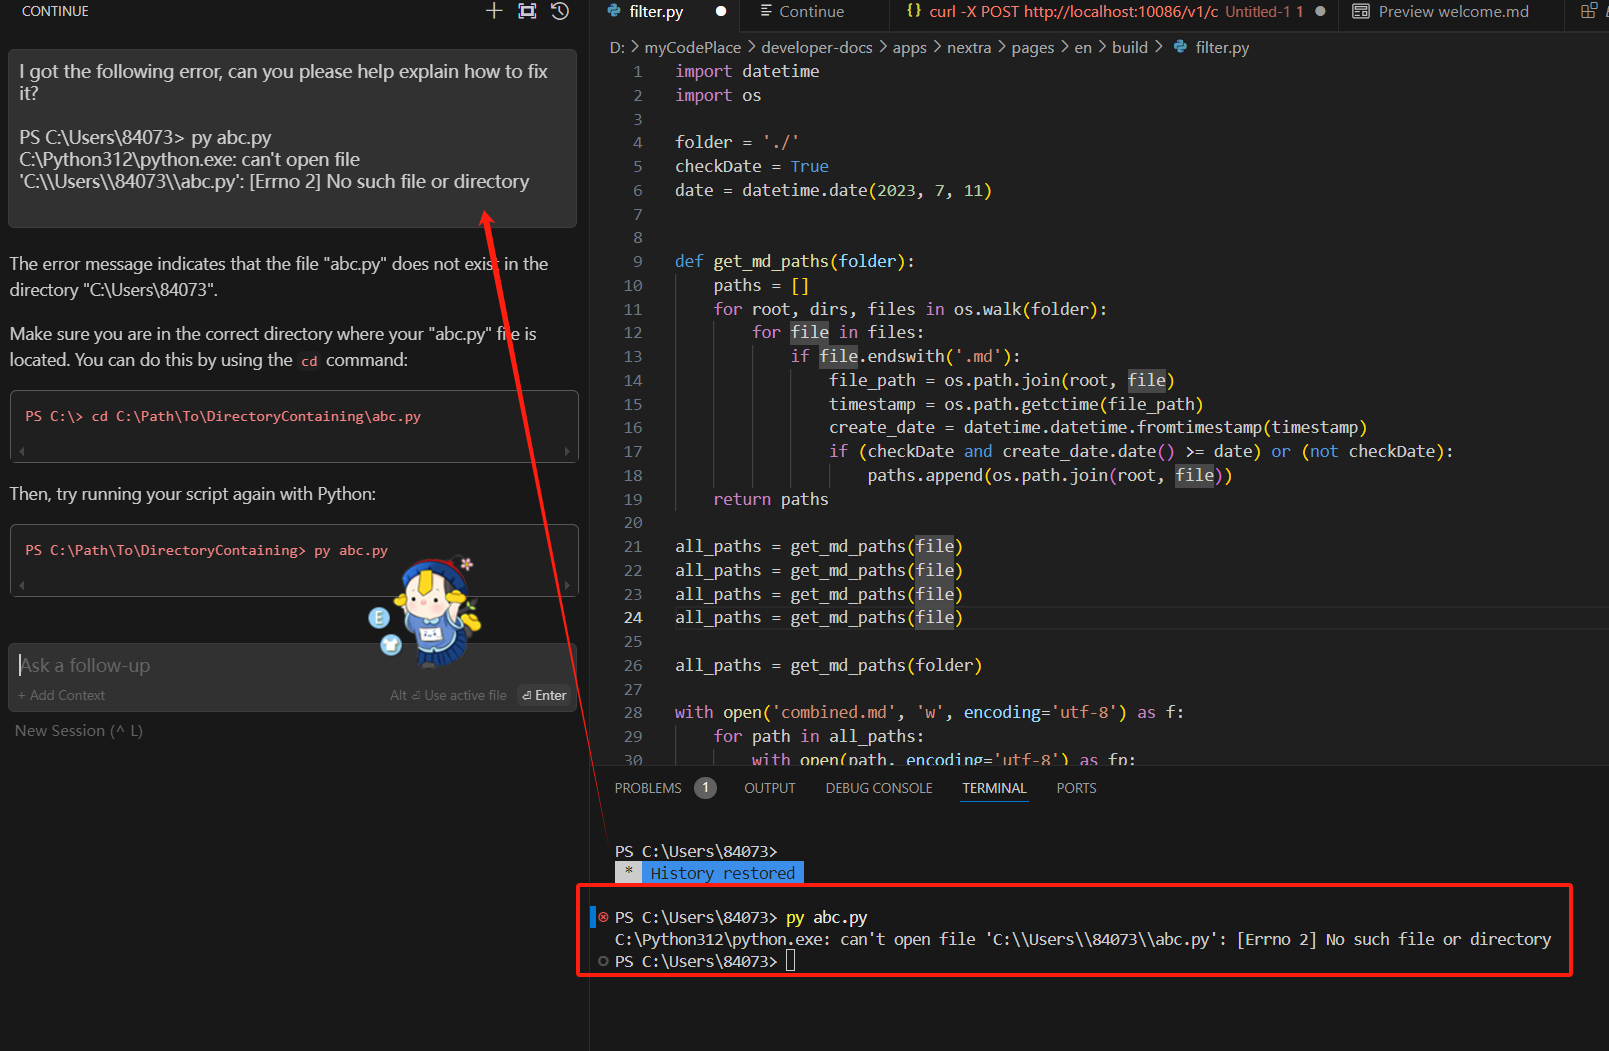 CONTINUE
I got the following error, can you please help explain how to fix
it?
PS C:\Users\84073> py abc.py
C:\Python312\python.exe: can't open file
'C:\\Users\\84073\\abc.py': [Errno 2] No such file or directory
The error message indicates that the file "abc.py" does not exist in the
directory "C:\Users\84073".
Make sure you are in the correct directory where your "abc.py" file is
located. You can do this by using the cd command:
PS C:\> cd C:\Path\To\DirectoryContaining\abc.py
Then, try running your script again with Python:
PS C:\Path\To\DirectoryContaining> py abc.py
E
Ask a follow-up
+ Add Context Alt ⏎ Use active file ⏎ Enter
New Session (^ L)
filter.py Continue {} curl -X POST http://localhost:10086/v1/c Untitled-1 1 Preview welcome.md
D: > myCodePlace > developer-docs > apps > nextra > pages > en > build > filter.py
1 import datetime
2 import os
3
4 folder = './'
5 checkDate = True
6 date = datetime.date(2023, 7, 11)
7
8
9 def get_md_paths(folder):
10 paths = []
11 for root, dirs, files in os.walk(folder):
12 for file in files:
13 if file.endswith('.md'):
14 file_path = os.path.join(root, file)
15 timestamp = os.path.getctime(file_path)
16 create_date = datetime.datetime.fromtimestamp(timestamp)
17 if (checkDate and create_date.date() >= date) or (not checkDate):
18 paths.append(os.path.join(root, file))
19 return paths
20
21 all_paths = get_md_paths(file)
22 all_paths = get_md_paths(file)
23 all_paths = get_md_paths(file)
24 all_paths = get_md_paths(file)
25
26 all_paths = get_md_paths(folder)
27
28 with open('combined.md', 'w', encoding='utf-8') as f:
29 for path in all_paths:
30 with open(path, encoding='utf-8') as fp:
PROBLEMS 1 OUTPUT DEBUG CONSOLE TERMINAL PORTS
PS C:\Users\84073>
* History restored
PS C:\Users\84073> py abc.py
C:\Python312\python.exe: can't open file 'C:\\Users\\84073\\abc.py': [Errno 2] No such file or directory
PS C:\Users\84073>